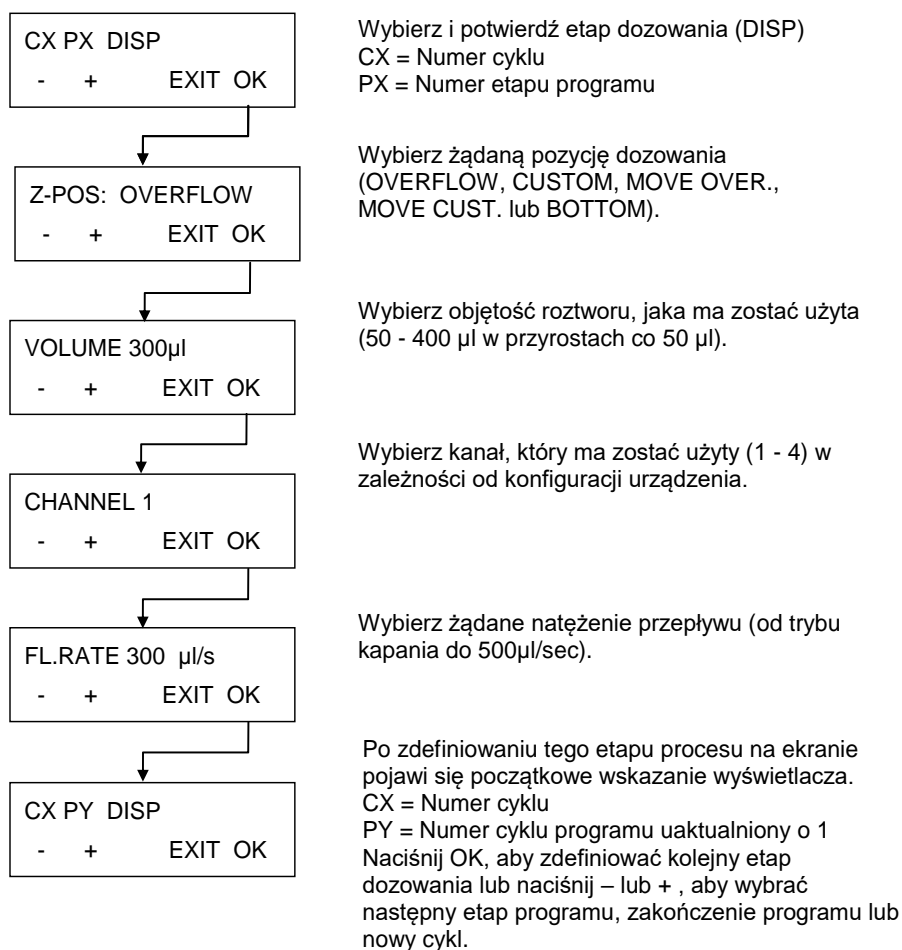 CX PX DISP
- + EXIT OK
Wybierz i potwierdź etap dozowania (DISP)
CX = Numer cyklu
PX = Numer etapu programu
Z-POS: OVERFLOW
- + EXIT OK
Wybierz żądaną pozycję dozowania
(OVERFLOW, CUSTOM, MOVE OVER.,
MOVE CUST. lub BOTTOM).
VOLUME 300µl
- + EXIT OK
Wybierz objętość roztworu, jaka ma zostać użyta
(50 - 400 µl w przyrostach co 50 µl).
CHANNEL 1
- + EXIT OK
Wybierz kanał, który ma zostać użyty (1 - 4) w
zależności od konfiguracji urządzenia.
FL.RATE 300 µl/s
- + EXIT OK
Wybierz żądane natężenie przepływu (od trybu
kapania do 500µl/sec).
CX PY DISP
- + EXIT OK
Po zdefiniowaniu tego etapu procesu na ekranie
pojawi się początkowe wskazanie wyświetlacza.
CX = Numer cyklu
PY = Numer cyklu programu uaktualniony o 1
Naciśnij OK, aby zdefiniować kolejny etap
dozowania lub naciśnij – lub + , aby wybrać
następny etap programu, zakończenie programu lub
nowy cykl.